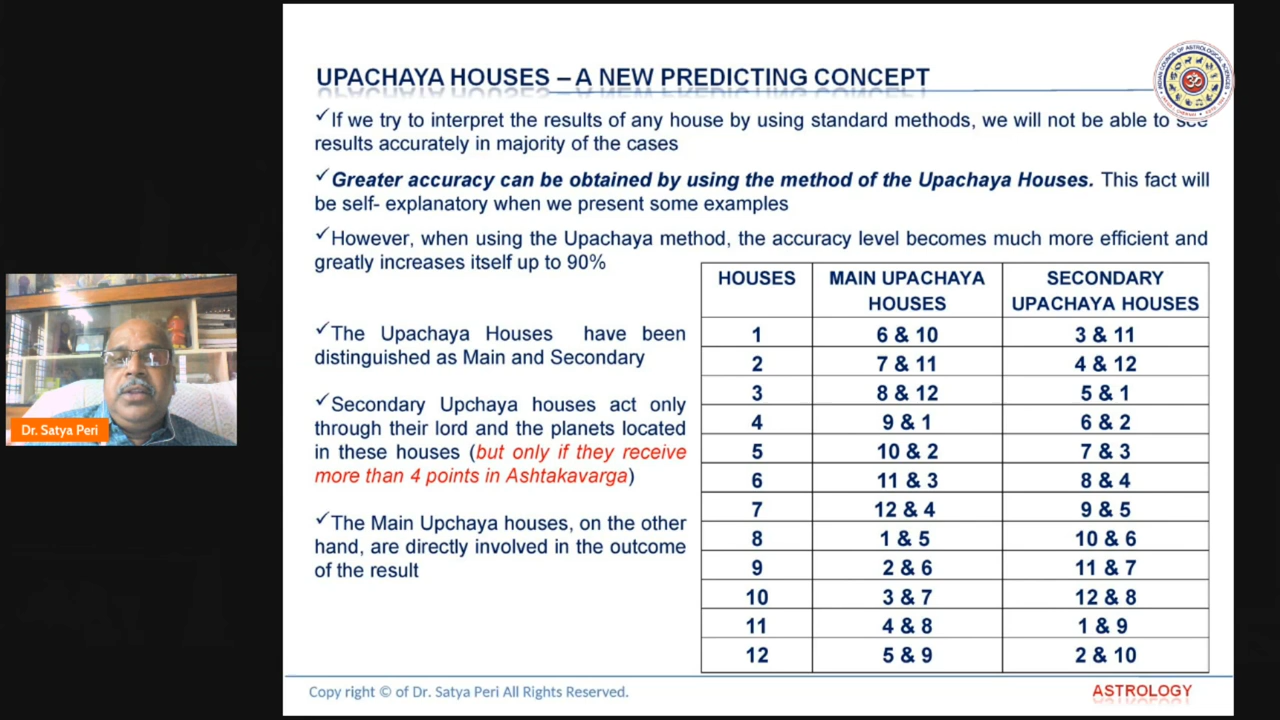 UPACHAYA HOUSES – A NEW PREDICTING CONCEPT
✓If we try to interpret the results of any house by using standard methods, we will not be able to see
results accurately in majority of the cases
✓Greater accuracy can be obtained by using the method of the Upachaya Houses. This fact will
be self- explanatory when we present some examples
✓However, when using the Upachaya method, the accuracy level becomes much more efficient and
greatly increases itself up to 90%
✓The Upachaya Houses have been
distinguished as Main and Secondary
✓Secondary Upchaya houses act only
through their lord and the planets located
in these houses (but only if they receive
more than 4 points in Ashtakavarga)
✓The Main Upchaya houses, on the other
hand, are directly involved in the outcome
of the result
HOUSES MAIN UPACHAYA SECONDARY
HOUSES UPACHAYA HOUSES
1 6 & 10 3 & 11
2 7 & 11 4 & 12
3 8 & 12 5 & 1
4 9 & 1 6 & 2
5 10 & 2 7 & 3
6 11 & 3 8 & 4
7 12 & 4 9 & 5
8 1 & 5 10 & 6
9 2 & 6 11 & 7
10 3 & 7 12 & 8
11 4 & 8 1 & 9
12 5 & 9 2 & 10
Dr. Satya Peri
Copy right © of Dr. Satya Peri All Rights Reserved.
ASTROLOGY